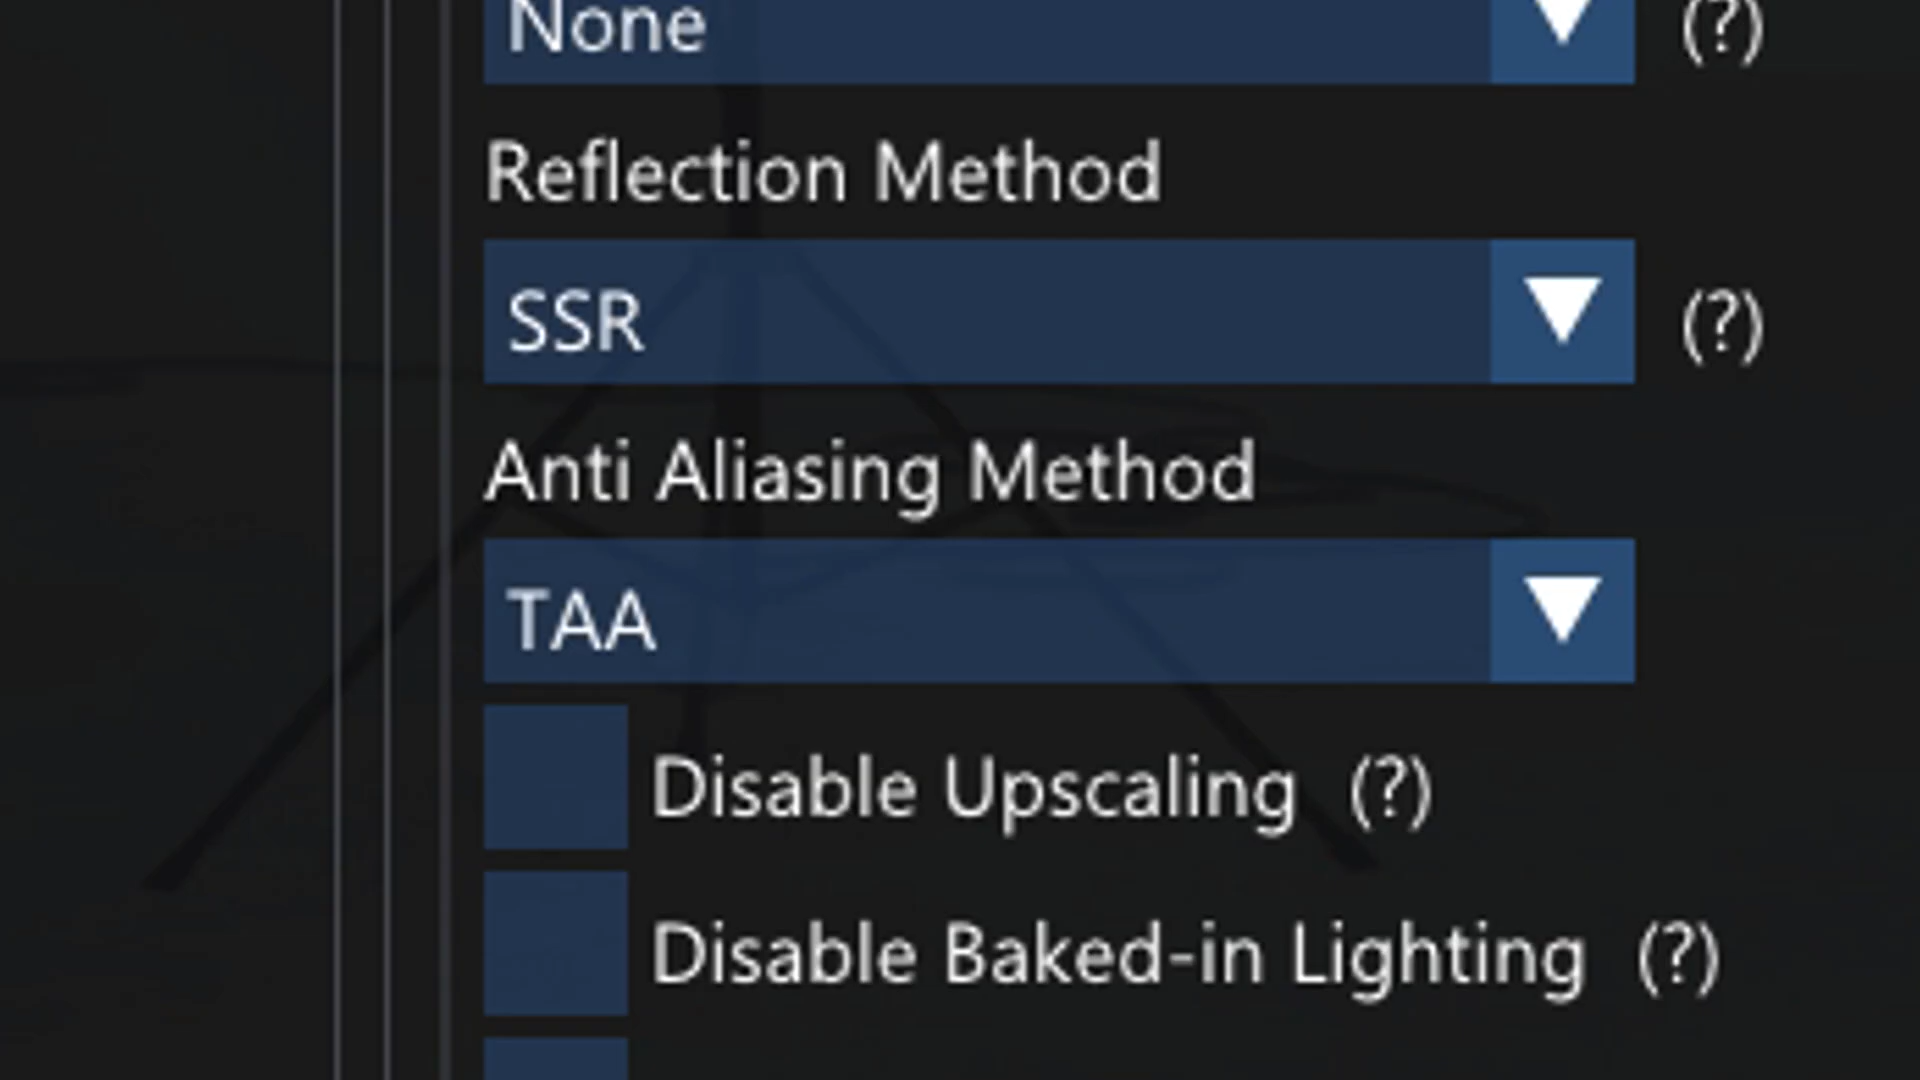 None (?)
Reflection Method
SSR (?)
Anti Aliasing Method
TAA
Disable Upscaling (?)
Disable Baked-in Lighting (?)